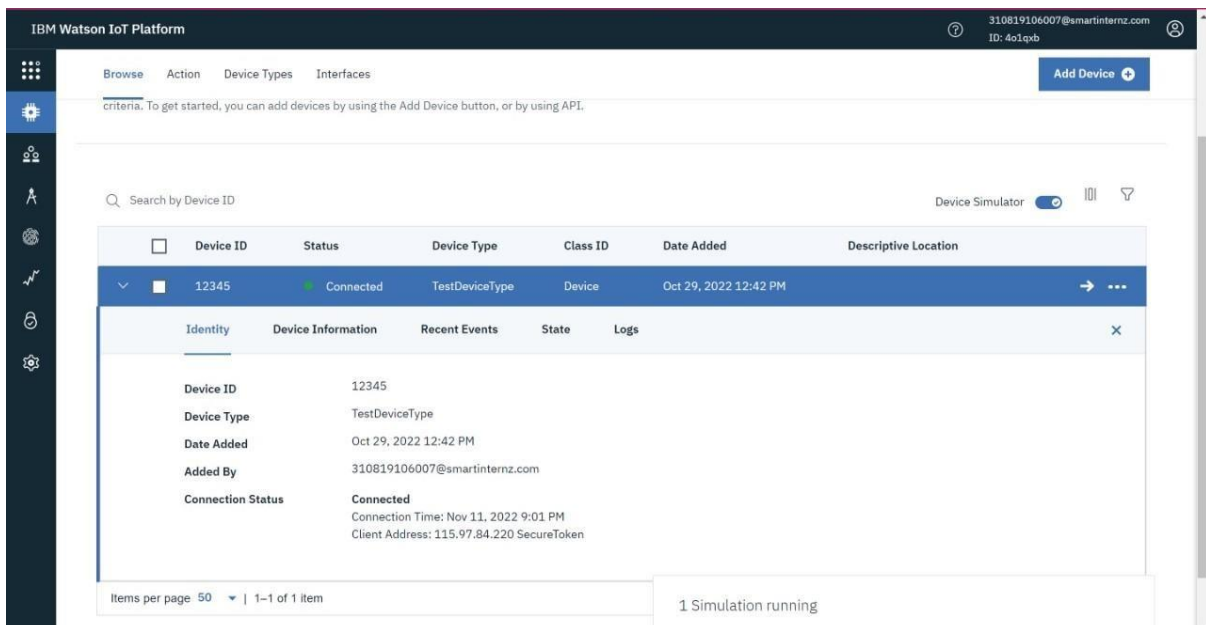 IBM Watson IoT Platform
310819106007@smartinternz.com
ID: 4o1qxb
Browse Action Device Types Interfaces
Add Device
criteria. To get started, you can add devices by using the Add Device button, or by using API.
Search by Device ID
Device Simulator
Device ID Status Device Type Class ID Date Added Descriptive Location
12345 Connected TestDeviceType Device Oct 29, 2022 12:42 PM
Identity Device Information Recent Events State Logs
Device ID 12345
Device Type TestDeviceType
Date Added Oct 29, 2022 12:42 PM
Added By 310819106007@smartinternz.com
Connection Status Connected
Connection Time: Nov 11, 2022 9:01 PM
Client Address: 115.97.84.220 SecureToken
Items per page 50 | 1–1 of 1 item
1 Simulation running